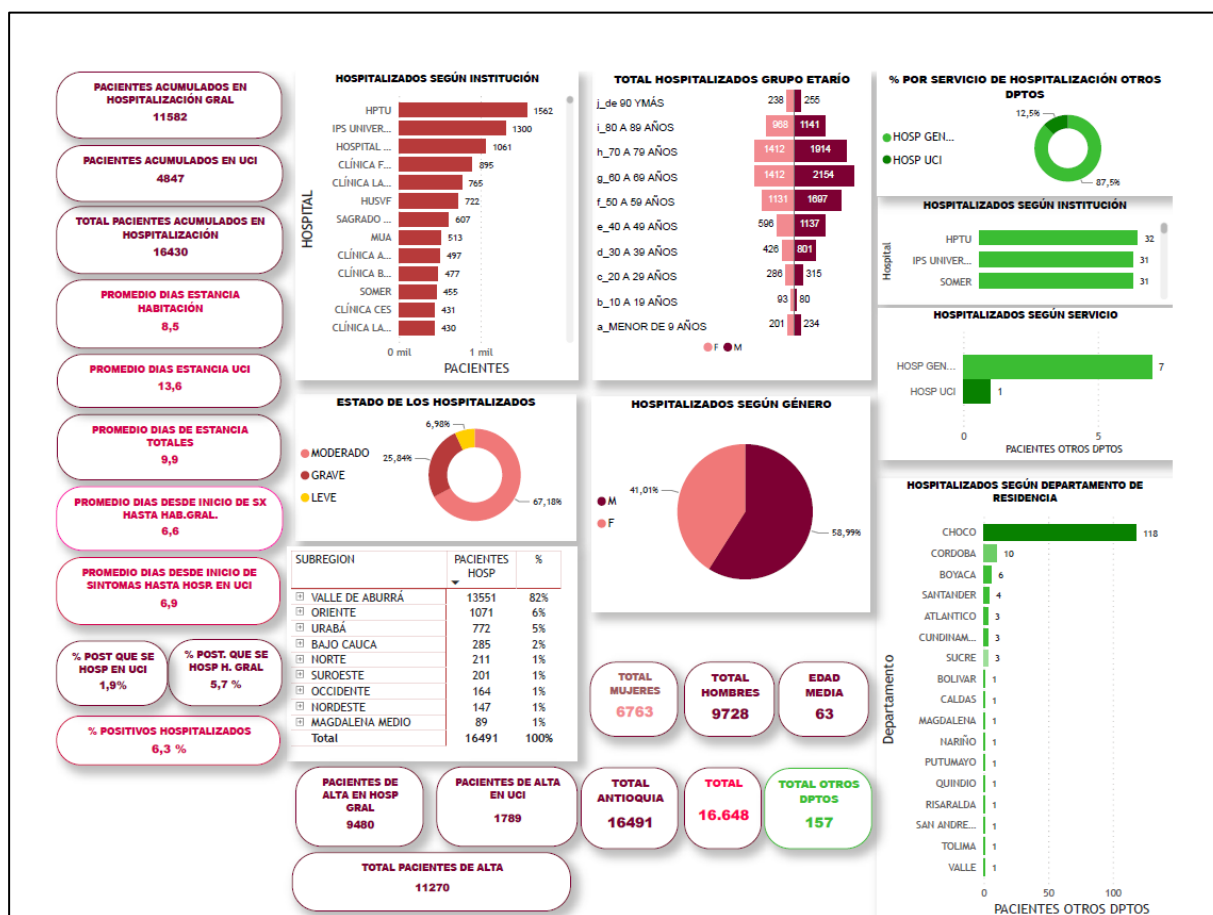 PACIENTES ACUMULADOS EN
HOSPITALIZACIÓN GRAL
11582
PACIENTES ACUMULADOS EN UCI
4847
TOTAL PACIENTES ACUMULADOS EN
HOSPITALIZACIÓN
16430
PROMEDIO DIAS ESTANCIA
HABITACIÓN
8,5
PROMEDIO DIAS ESTANCIA UCI
13,6
PROMEDIO DIAS DE ESTANCIA
TOTALES
9,9
PROMEDIO DIAS DESDE INICIO DE SX
HASTA HAB.GRAL.
6,6
PROMEDIO DIAS DESDE INICIO DE
SINTOMAS HASTA HOSP. EN UCI
6,9
% POST QUE SE
HOSP EN UCI
1,9%
% POST. QUE SE
HOSP H. GRAL
5,7 %
% POSITIVOS HOSPITALIZADOS
6,3 %
HOSPITALIZADOS SEGÚN INSTITUCIÓN
HOSPITAL
HPTU 1562
IPS UNIVER... 1300
HOSPITAL ... 1061
CLÍNICA F... 895
CLÍNICA LA... 765
HUSVF 722
SAGRADO ... 607
MUA 513
CLÍNICA A... 497
CLÍNICA B... 477
SOMER 455
CLÍNICA CES 431
CLÍNICA LA... 430
0 mil 1 mil
PACIENTES
ESTADO DE LOS HOSPITALIZADOS
MODERADO
GRAVE
LEVE
6,98%
25,84%
67,18%
SUBREGION PACIENTES HOSP %
VALLE DE ABURRÁ 13551 82%
ORIENTE 1071 6%
URABÁ 772 5%
BAJO CAUCA 285 2%
NORTE 211 1%
SUROESTE 201 1%
OCCIDENTE 164 1%
NORDESTE 147 1%
MAGDALENA MEDIO 89 1%
Total 16491 100%
PACIENTES DE
ALTA EN HOSP
GRAL
9480
PACIENTES DE ALTA
EN UCI
1789
TOTAL PACIENTES DE ALTA
11270
TOTAL HOSPITALIZADOS GRUPO ETARÍO
j_de 90 YMÁS 238 255
i_80 A 89 AÑOS 968 1141
h_70 A 79 AÑOS 1412 1914
g_60 A 69 AÑOS 1412 2154
f_50 A 59 AÑOS 1131 1697
e_40 A 49 AÑOS 596 1137
d_30 A 39 AÑOS 426 801
c_20 A 29 AÑOS 286 315
b_10 A 19 AÑOS 93 80
a_MENOR DE 9 AÑOS 201 234
F M
HOSPITALIZADOS SEGÚN GÉNERO
M
F
41,01%
58,99%
TOTAL
MUJERES
6763
TOTAL
HOMBRES
9728
EDAD
MEDIA
63
TOTAL
ANTIOQUIA
16491
TOTAL
16.648
TOTAL OTROS
DPTOS
157
% POR SERVICIO DE HOSPITALIZACIÓN OTROS
DPTOS
HOSP GEN...
HOSP UCI
12,5%
87,5%
HOSPITALIZADOS SEGÚN INSTITUCIÓN
Hospital
HPTU 32
IPS UNIVER... 31
SOMER 31
HOSPITALIZADOS SEGÚN SERVICIO
HOSP GEN... 7
HOSP UCI 1
0 5
PACIENTES OTROS DPTOS
HOSPITALIZADOS SEGÚN DEPARTAMENTO DE
RESIDENCIA
Departamento
CHOCO 118
CORDOBA 10
BOYACA 6
SANTANDER 4
ATLANTICO 3
CUNDINAM... 3
SUCRE 3
BOLIVAR 1
CALDAS 1
MAGDALENA 1
NARIÑO 1
PUTUMAYO 1
QUINDIO 1
RISARALDA 1
SAN ANDRE... 1
TOLIMA 1
VALLE 1
0 50 100
PACIENTES OTROS DPTOS